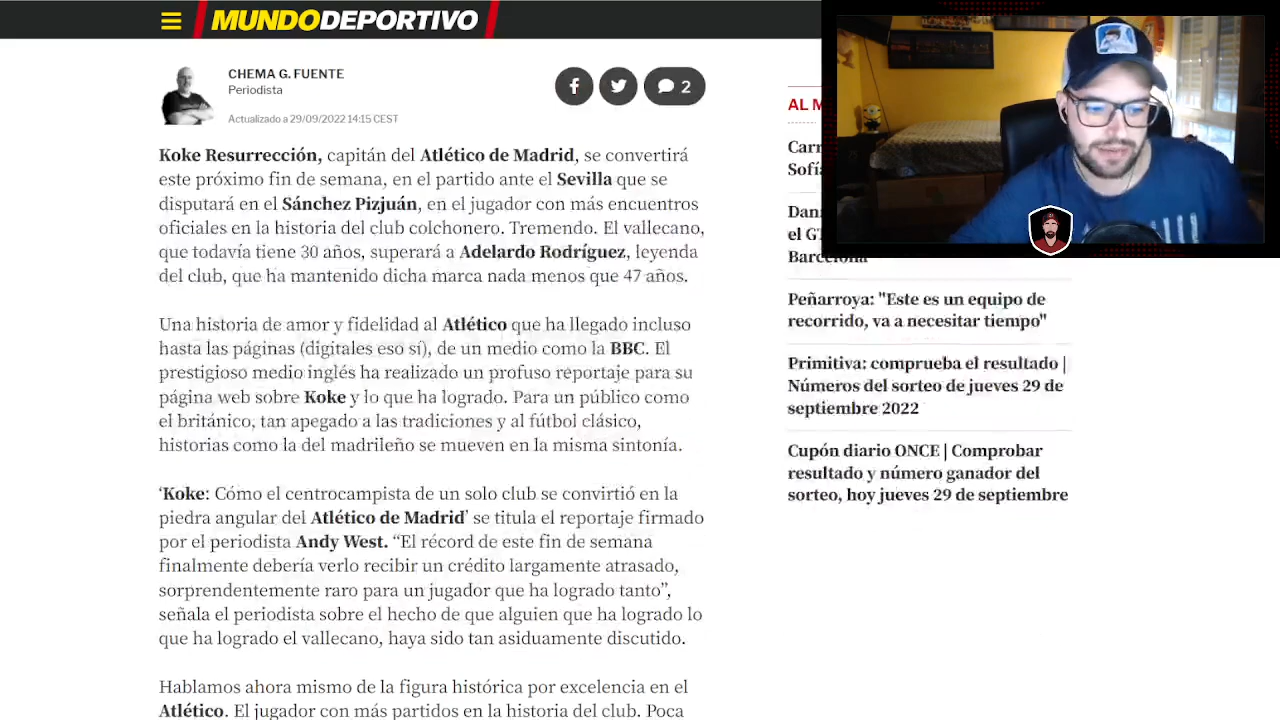 MUNDODEPORTIVO
CHEMA G. FUENTE
Periodista
2
Actualizado a 29/09/2022 14:15 CEST
Koke Resurrección, capitán del Atlético de Madrid, se convertirá
este próximo fin de semana, en el partido ante el Sevilla que se
disputará en el Sánchez Pizjuán, en el jugador con más encuentros
oficiales en la historia del club colchonero. Tremendo. El vallecano,
que todavía tiene 30 años, superará a Adelardo Rodríguez, leyenda
del club, que ha mantenido dicha marca nada menos que 47 años.
Una historia de amor y fidelidad al Atlético que ha llegado incluso
hasta las páginas (digitales eso sí), de un medio como la BBC. El
prestigioso medio inglés ha realizado un profuso reportaje para su
página web sobre Koke y lo que ha logrado. Para un público como
el británico, tan apegado a las tradiciones y al fútbol clásico,
historias como la del madrileño se mueven en la misma sintonía.
‘Koke: Cómo el centrocampista de un solo club se convirtió en la
piedra angular del Atlético de Madrid’ se titula el reportaje firmado
por el periodista Andy West. “El récord de este fin de semana
finalmente debería verlo recibir un crédito largamente atrasado,
sorprendentemente raro para un jugador que ha logrado tanto”,
señala el periodista sobre el hecho de que alguien que ha logrado lo
que ha logrado el vallecano, haya sido tan asiduamente discutido.
Hablamos ahora mismo de la figura histórica por excelencia en el
Atlético. El jugador con más partidos en la historia del club. Poca
AL M
Carr
Sofía
Dan
el GT
Barcelona
Peñarroya: "Este es un equipo de
recorrido, va a necesitar tiempo"
Primitiva: comprueba el resultado |
Números del sorteo de jueves 29 de
septiembre 2022
Cupón diario ONCE | Comprobar
resultado y número ganador del
sorteo, hoy jueves 29 de septiembre